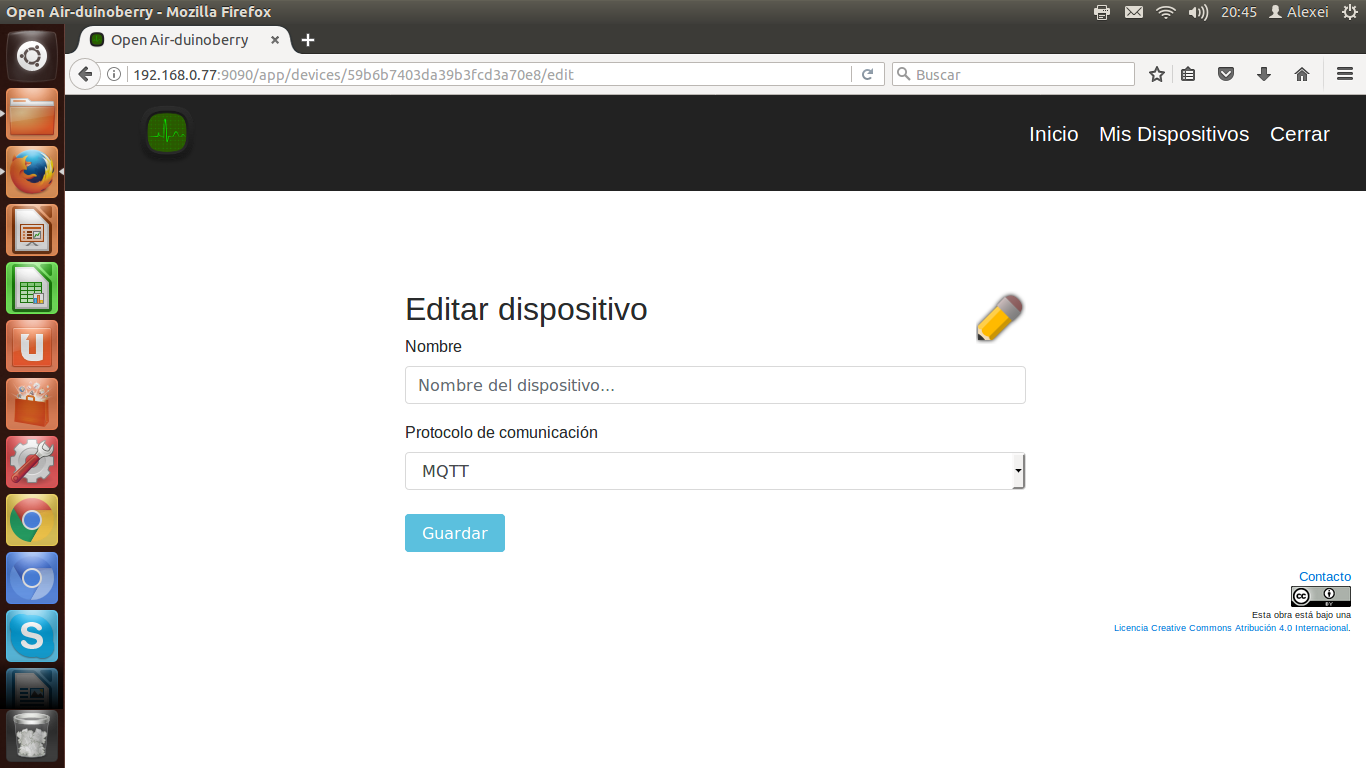 Open Air-duinoberry - Mozilla Firefox
20:45 Alexei
Open Air-duinoberry
192.168.0.77:9090/app/devices/59b6b7403da39b3fcd3a70e8/edit
Buscar
Inicio Mis Dispositivos Cerrar
Editar dispositivo
Nombre
Nombre del dispositivo...
Protocolo de comunicación
MQTT
Guardar
Contacto
cc BY
Esta obra está bajo una
Licencia Creative Commons Atribución 4.0 Internacional.